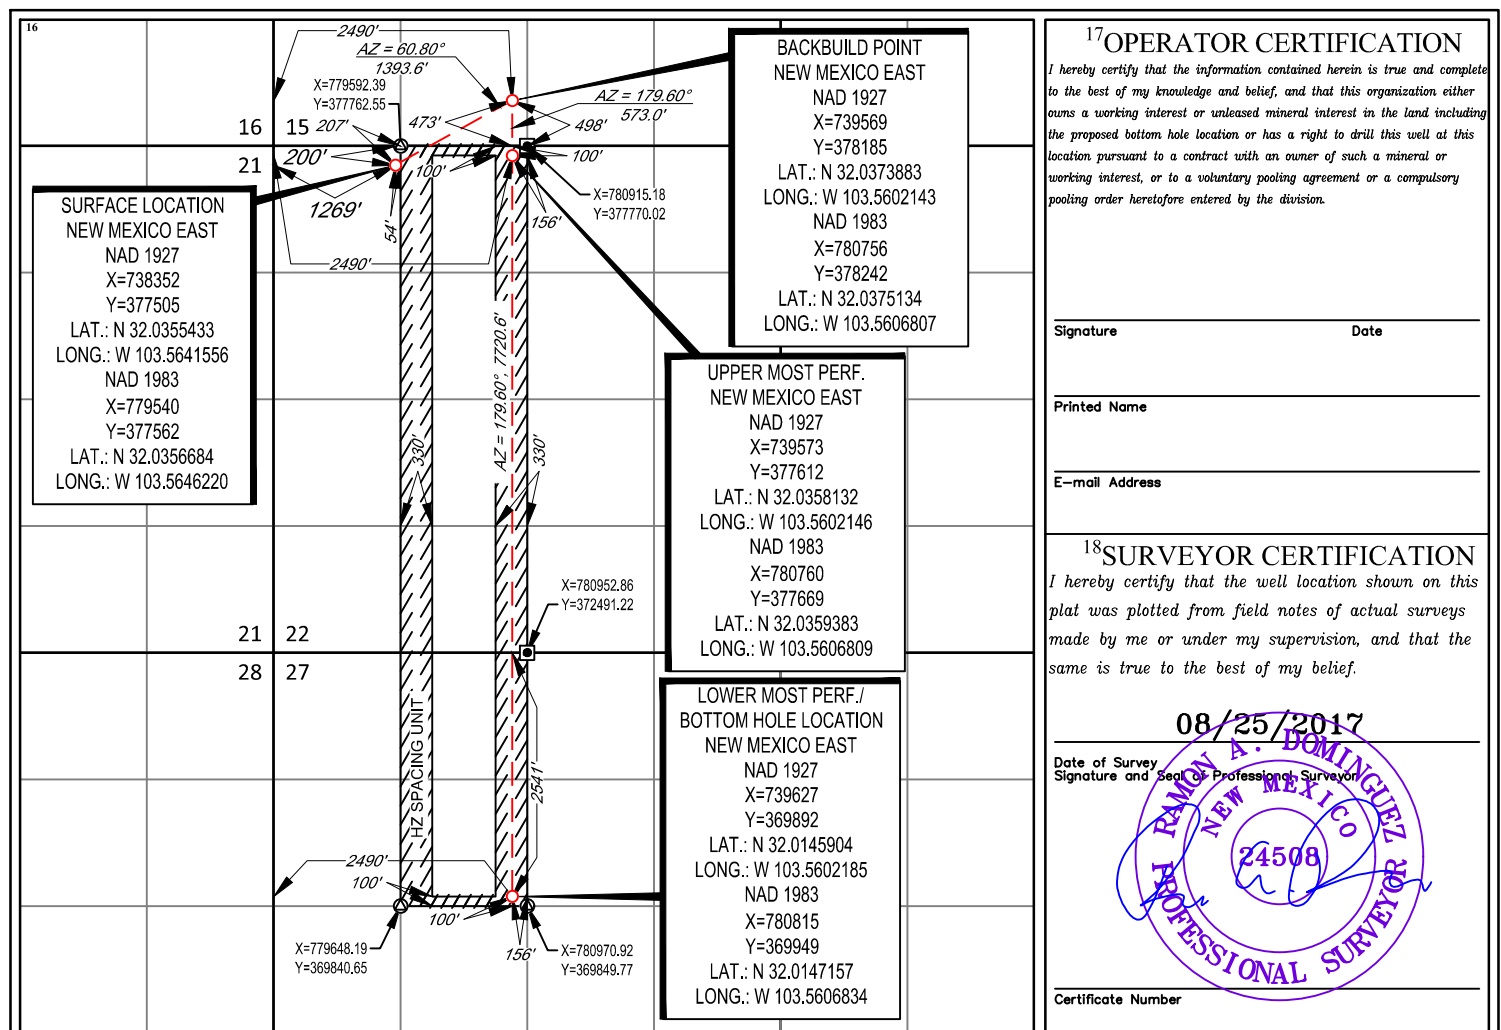 16
2490'
AZ = 60.80°
1393.6'
X=779592.39
Y=377762.55
16 15
207'
473'
AZ = 179.60°
573.0'
498'
200'
21
100'
100'
1269'
54'
156'
X=780915.18
Y=377770.02
2490'
SURFACE LOCATION
NEW MEXICO EAST
NAD 1927
X=738352
Y=377505
LAT.: N 32.0355433
LONG.: W 103.5641556
NAD 1983
X=779540
Y=377562
LAT.: N 32.0356684
LONG.: W 103.5646220
BACKBUILD POINT
NEW MEXICO EAST
NAD 1927
X=739569
Y=378185
LAT.: N 32.0373883
LONG.: W 103.5602143
NAD 1983
X=780756
Y=378242
LAT.: N 32.0375134
LONG.: W 103.5606807
UPPER MOST PERF.
NEW MEXICO EAST
NAD 1927
X=739573
Y=377612
LAT.: N 32.0358132
LONG.: W 103.5602146
NAD 1983
X=780760
Y=377669
LAT.: N 32.0359383
LONG.: W 103.5606809
AZ = 179.60°, 7720.6'
330'
330'
X=780952.86
Y=372491.22
21 22
28 27
HZ SPACING UNIT
2541'
LOWER MOST PERF./
BOTTOM HOLE LOCATION
NEW MEXICO EAST
NAD 1927
X=739627
Y=369892
LAT.: N 32.0145904
LONG.: W 103.5602185
NAD 1983
X=780815
Y=369949
LAT.: N 32.0147157
LONG.: W 103.5606834
2490'
100'
100'
156'
X=779648.19
Y=369840.65
X=780970.92
Y=369849.77
17OPERATOR CERTIFICATION
I hereby certify that the information contained herein is true and complete
to the best of my knowledge and belief, and that this organization either
owns a working interest or unleased mineral interest in the land including
the proposed bottom hole location or has a right to drill this well at this
location pursuant to a contract with an owner of such a mineral or
working interest, or to a voluntary pooling agreement or a compulsory
pooling order heretofore entered by the division.
Signature Date
Printed Name
E-mail Address
18SURVEYOR CERTIFICATION
I hereby certify that the well location shown on this
plat was plotted from field notes of actual surveys
made by me or under my supervision, and that the
same is true to the best of my belief.
08/25/2017
Date of Survey
Signature and Seal of Professional Surveyor
RAMON A. DOMINGUEZ
NEW MEXICO
24508
PROFESSIONAL SURVEYOR
Certificate Number